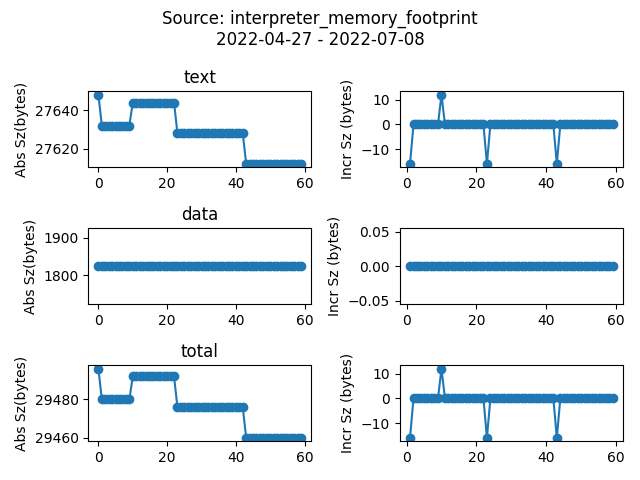 Source: interpreter_memory_footprint
2022-04-27 - 2022-07-08
text
Abs Sz(bytes)
27640
27620
0 20 40 60
Incr Sz (bytes)
10
0
−10
0 20 40 60
data
Abs Sz(bytes)
1900
1800
0 20 40 60
Incr Sz (bytes)
0.05
0.00
−0.05
0 20 40 60
total
Abs Sz(bytes)
29480
29460
0 20 40 60
Incr Sz (bytes)
10
0
−10
0 20 40 60